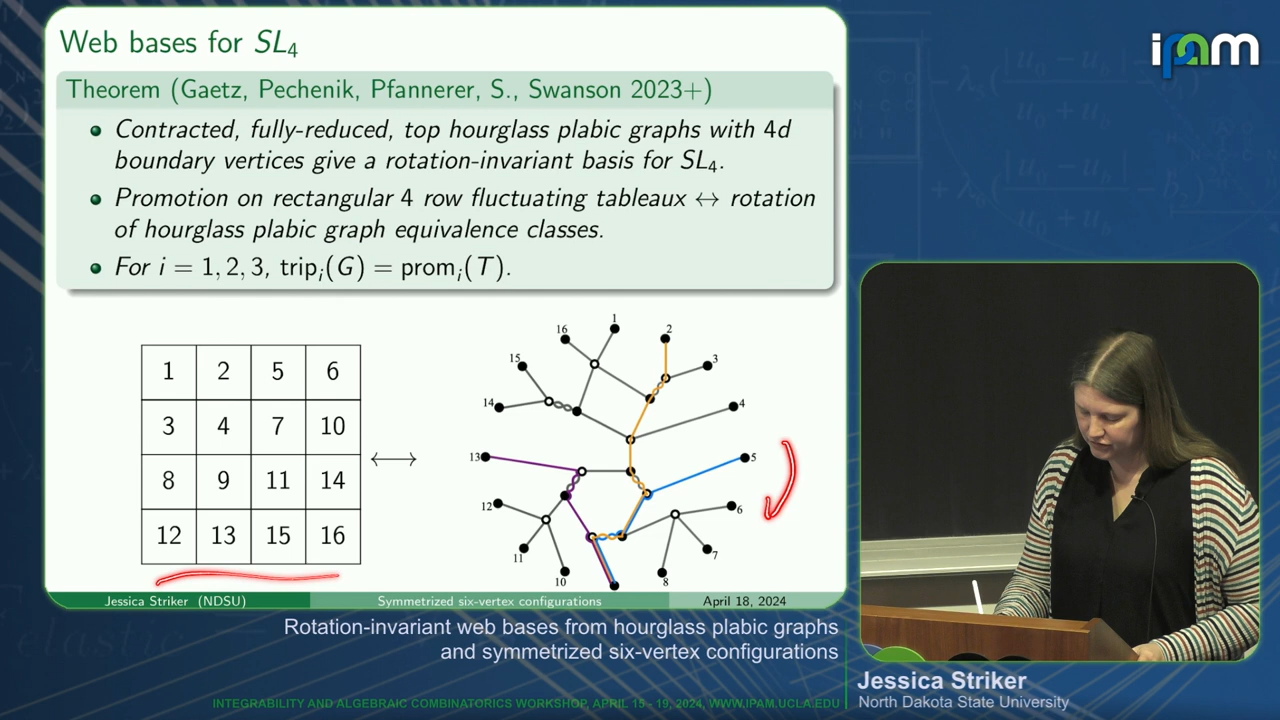 Web bases for SL₄
Theorem (Gaetz, Pechenik, Pfannerer, S., Swanson 2023+)
Contracted, fully-reduced, top hourglass plabic graphs with 4d
boundary vertices give a rotation-invariant basis for SL₄.
Promotion on rectangular 4 row fluctuating tableaux ↔ rotation
of hourglass plabic graph equivalence classes.
For i = 1, 2, 3, tripᵢ(G) = promᵢ(T).
1 2 5 6
3 4 7 10
8 9 11 14
12 13 15 16
↔
1
16 2
15 3
14 4
13 5
12 6
11 7
10 8
Jessica Striker (NDSU) Symmetrized six-vertex configurations April 18, 2024
Rotation-invariant web bases from hourglass plabic graphs
and symmetrized six-vertex configurations
INTEGRABILITY AND ALGEBRAIC COMBINATORICS WORKSHOP, APRIL 15 - 19, 2024, WWW.IPAM.UCLA.EDU
ipam
Jessica Striker
North Dakota State University